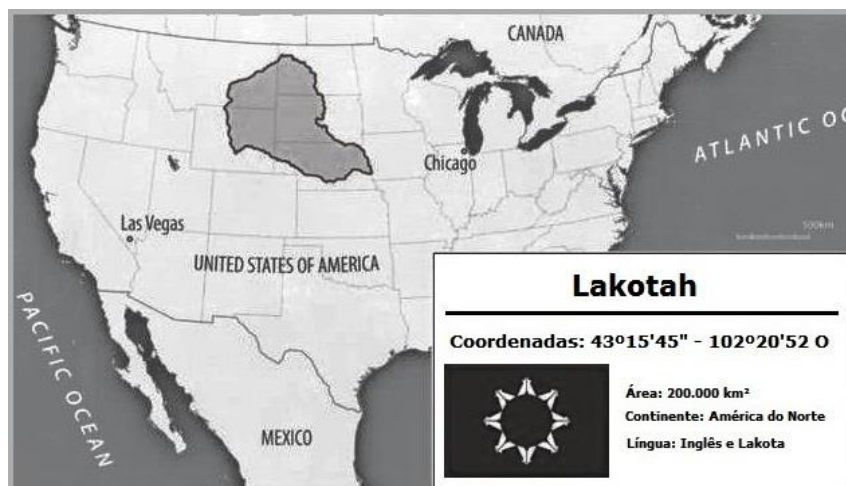 CANADA
ATLANTIC OC
Chicago
Las Vegas
500km
UNITED STATES OF AMERICA
PACIFIC OCEAN
MEXICO
Lakotah
Coordenadas: 43º15'45" - 102º20'52 O
Área: 200.000 km²
Continente: América do Norte
Língua: Inglês e Lakota